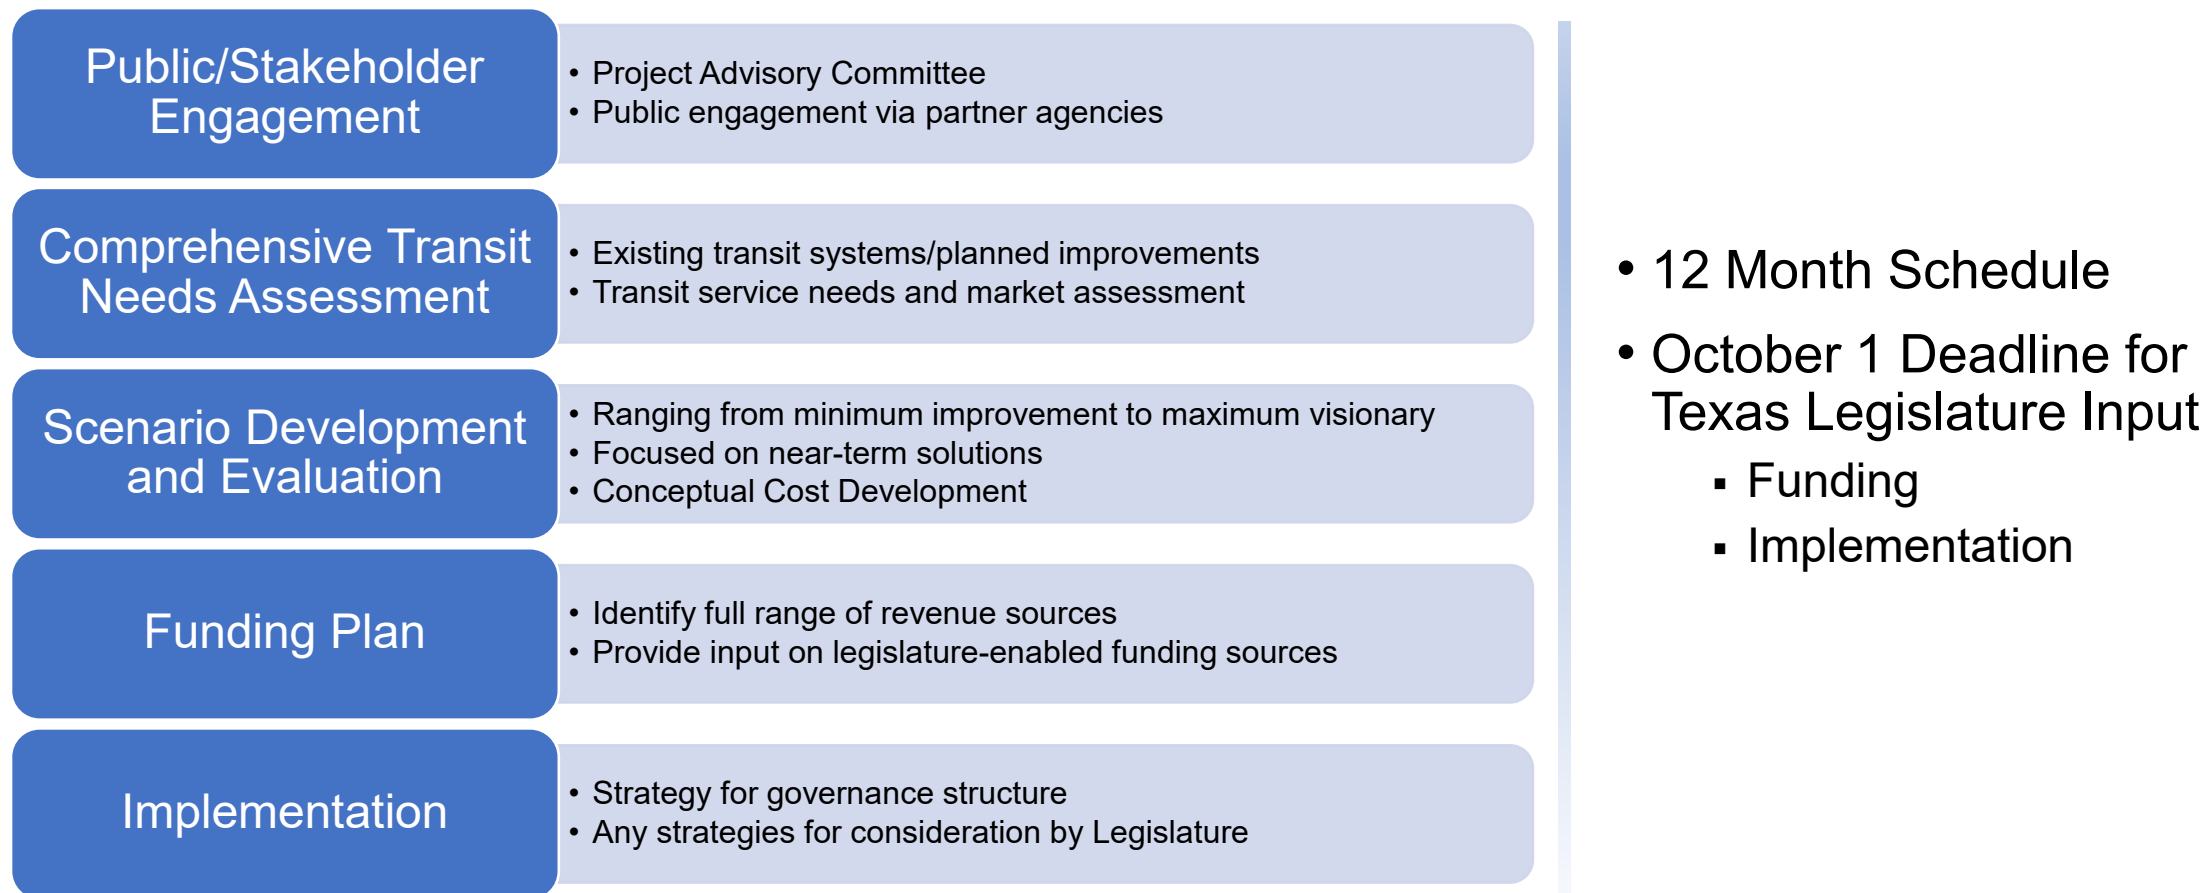 Public/Stakeholder
Engagement
• Project Advisory Committee
• Public engagement via partner agencies
Comprehensive Transit
Needs Assessment
• Existing transit systems/planned improvements
• Transit service needs and market assessment
Scenario Development
and Evaluation
• Ranging from minimum improvement to maximum visionary
• Focused on near-term solutions
• Conceptual Cost Development
Funding Plan
• Identify full range of revenue sources
• Provide input on legislature-enabled funding sources
Implementation
• Strategy for governance structure
• Any strategies for consideration by Legislature
• 12 Month Schedule
• October 1 Deadline for
Texas Legislature Input
▪ Funding
▪ Implementation